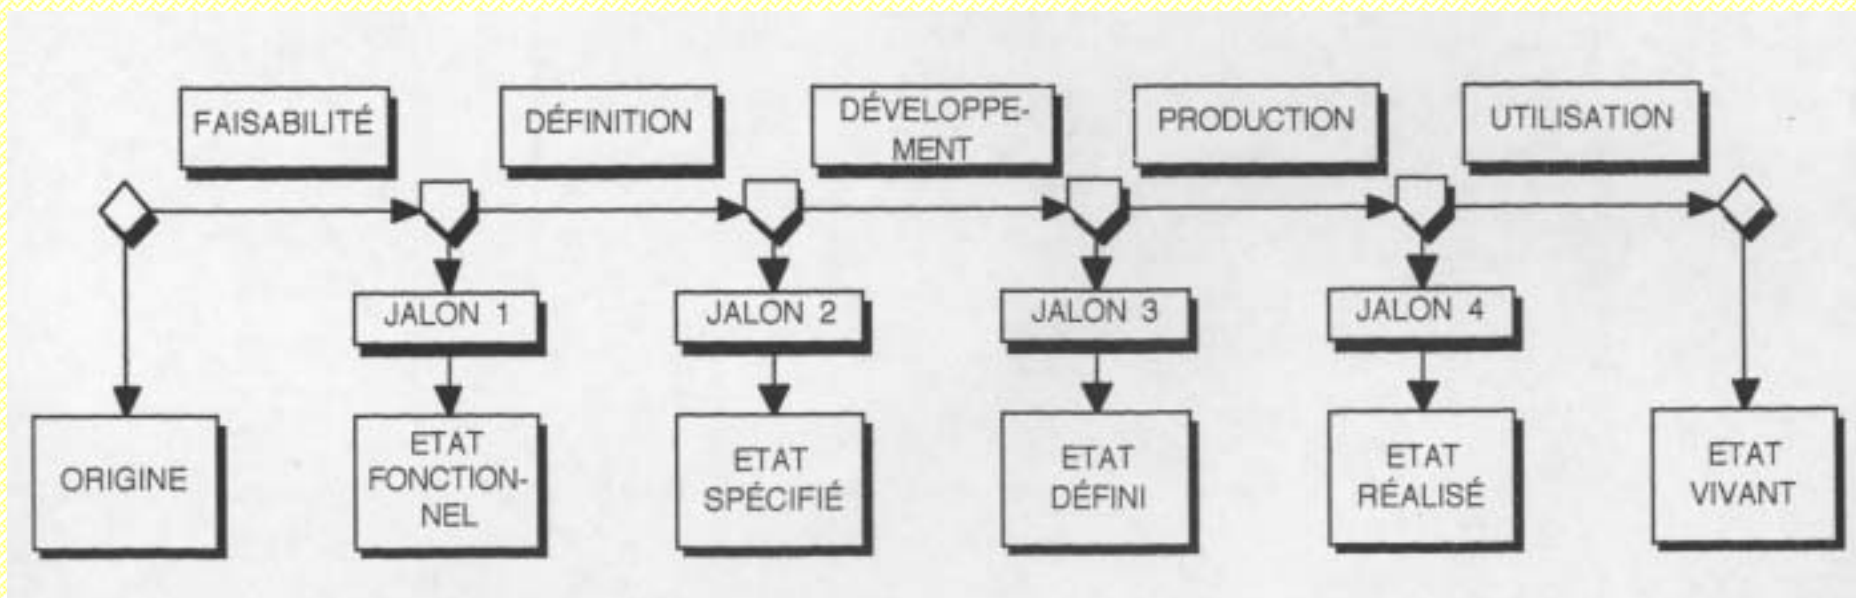 FAISABILITÉ
DÉFINITION
DÉVELOPPE-
MENT
PRODUCTION
UTILISATION
JALON 1
JALON 2
JALON 3
JALON 4
ORIGINE
ETAT
FONCTION-
NEL
ETAT
SPÉCIFIÉ
ETAT
DÉFINI
ETAT
RÉALISÉ
ETAT
VIVANT